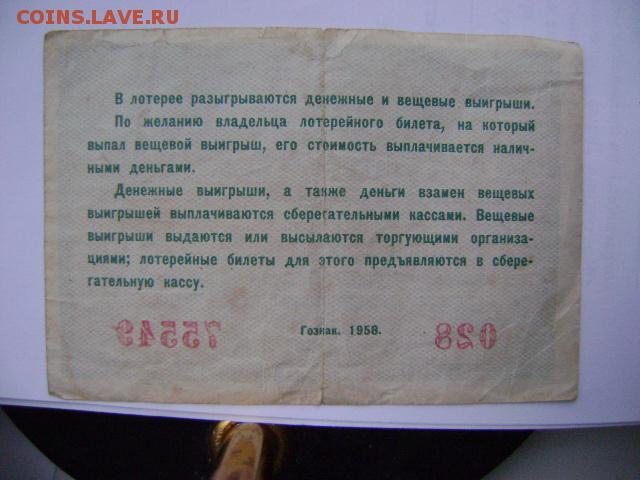 COINS.LAVE.RU
В лотерее разыгрываются денежные и вещевые выигрыши.
По желанию владельца лотерейного билета, на который
выпал вещевой выигрыш, его стоимость выплачивается налич-
ными деньгами.
Денежные выигрыши, а также деньги взамен вещевых
выигрышей выплачиваются сберегательными кассами. Вещевые
выигрыши выдаются или высылаются торгующими организа-
циями; лотерейные билеты для этого предъявляются в сбере-
гательную кассу.
75549 Гознак. 1958. 028